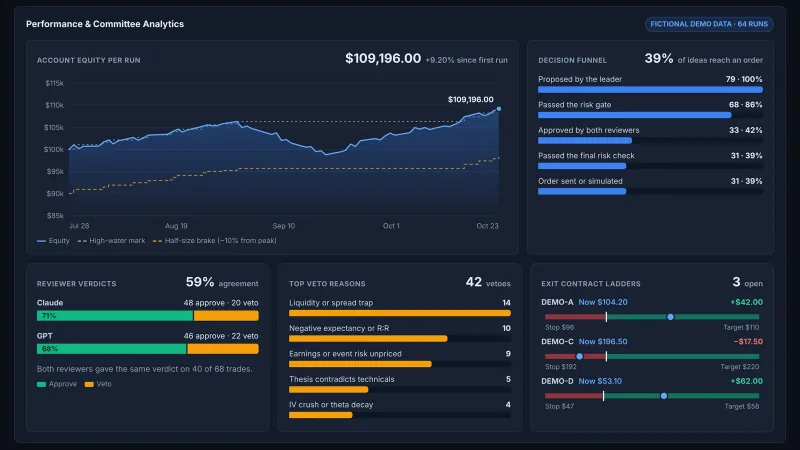 Performance & Committee Analytics
FICTIONAL DEMO DATA · 64 RUNS
ACCOUNT EQUITY PER RUN
$109,196.00 +9.20% since first run
$115k
$110k
$105k
$100k
$95k
$90k
$85k
$109,196.00
Jul 28 Aug 19 Sep 10 Oct 1 Oct 23
Equity High-water mark Half-size brake (−10% from peak)
DECISION FUNNEL
39% of ideas reach an order
Proposed by the leader 79 · 100%
Passed the risk gate 68 · 86%
Approved by both reviewers 33 · 42%
Passed the final risk check 31 · 39%
Order sent or simulated 31 · 39%
REVIEWER VERDICTS 59% agreement
Claude 48 approve · 20 veto
71%
GPT 46 approve · 22 veto
68%
Both reviewers gave the same verdict on 40 of 68 trades.
Approve Veto
TOP VETO REASONS 42 vetoes
Liquidity or spread trap 14
Negative expectancy or R:R 10
Earnings or event risk unpriced 9
Thesis contradicts technicals 5
IV crush or theta decay 4
EXIT CONTRACT LADDERS 3 open
DEMO-A Now $104.20 +$42.00
Stop $96 Target $110
DEMO-C Now $196.50 −$17.50
Stop $192 Target $220
DEMO-D Now $53.10 +$62.00
Stop $47 Target $58